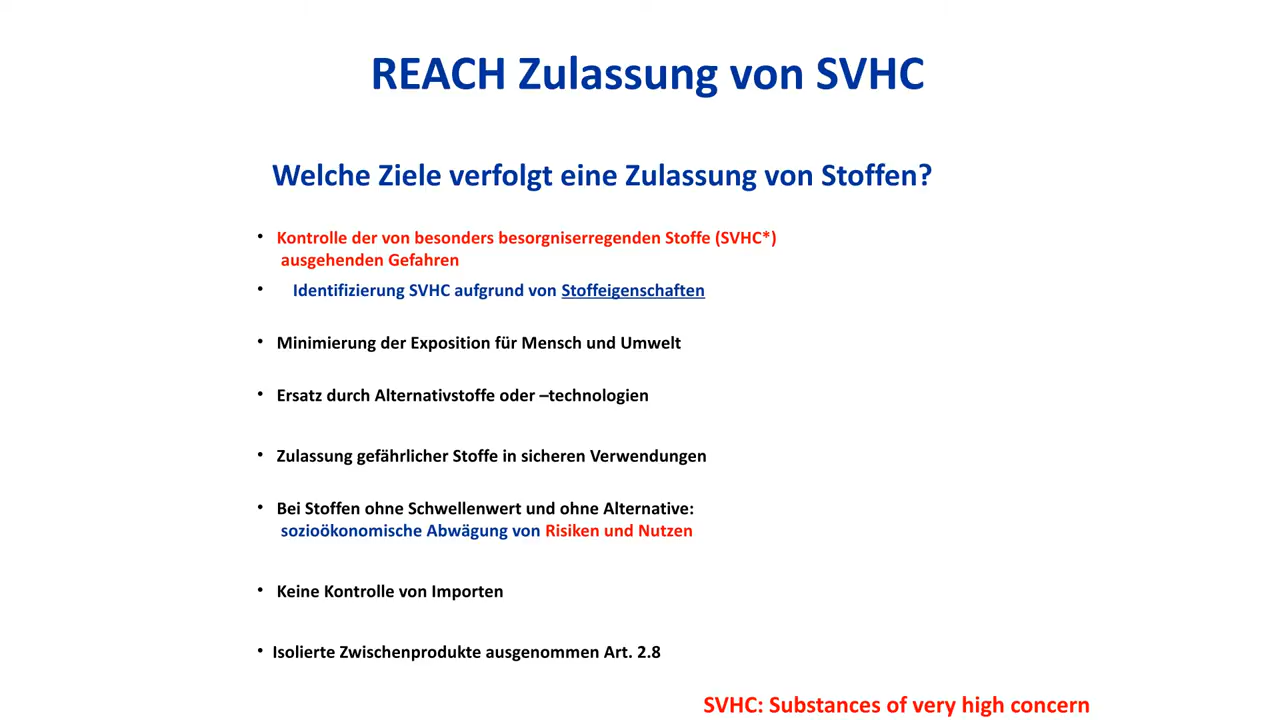 REACH Zulassung von SVHC
Welche Ziele verfolgt eine Zulassung von Stoffen?
• Kontrolle der von besonders besorgniserregenden Stoffe (SVHC*)
ausgehenden Gefahren
• Identifizierung SVHC aufgrund von Stoffeigenschaften
• Minimierung der Exposition für Mensch und Umwelt
• Ersatz durch Alternativstoffe oder –technologien
• Zulassung gefährlicher Stoffe in sicheren Verwendungen
• Bei Stoffen ohne Schwellenwert und ohne Alternative:
sozioökonomische Abwägung von Risiken und Nutzen
• Keine Kontrolle von Importen
• Isolierte Zwischenprodukte ausgenommen Art. 2.8
SVHC: Substances of very high concern